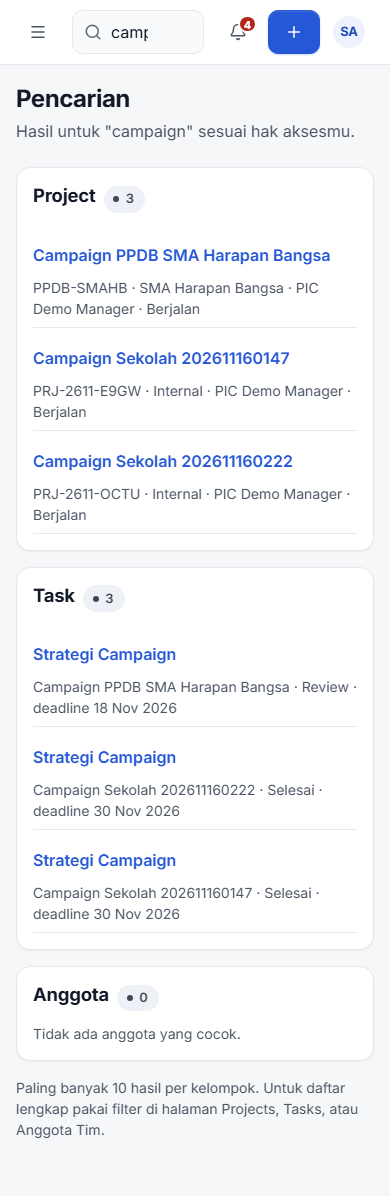 camp
4
+
SA
Pencarian
Hasil untuk "campaign" sesuai hak aksesmu.
Project • 3
Campaign PPDB SMA Harapan Bangsa
PPDB-SMAHB · SMA Harapan Bangsa · PIC
Demo Manager · Berjalan
Campaign Sekolah 202611160147
PRJ-2611-E9GW · Internal · PIC Demo Manager ·
Berjalan
Campaign Sekolah 202611160222
PRJ-2611-OCTU · Internal · PIC Demo Manager ·
Berjalan
Task • 3
Strategi Campaign
Campaign PPDB SMA Harapan Bangsa · Review ·
deadline 18 Nov 2026
Strategi Campaign
Campaign Sekolah 202611160222 · Selesai ·
deadline 30 Nov 2026
Strategi Campaign
Campaign Sekolah 202611160147 · Selesai ·
deadline 30 Nov 2026
Anggota • 0
Tidak ada anggota yang cocok.
Paling banyak 10 hasil per kelompok. Untuk daftar
lengkap pakai filter di halaman Projects, Tasks, atau
Anggota Tim.